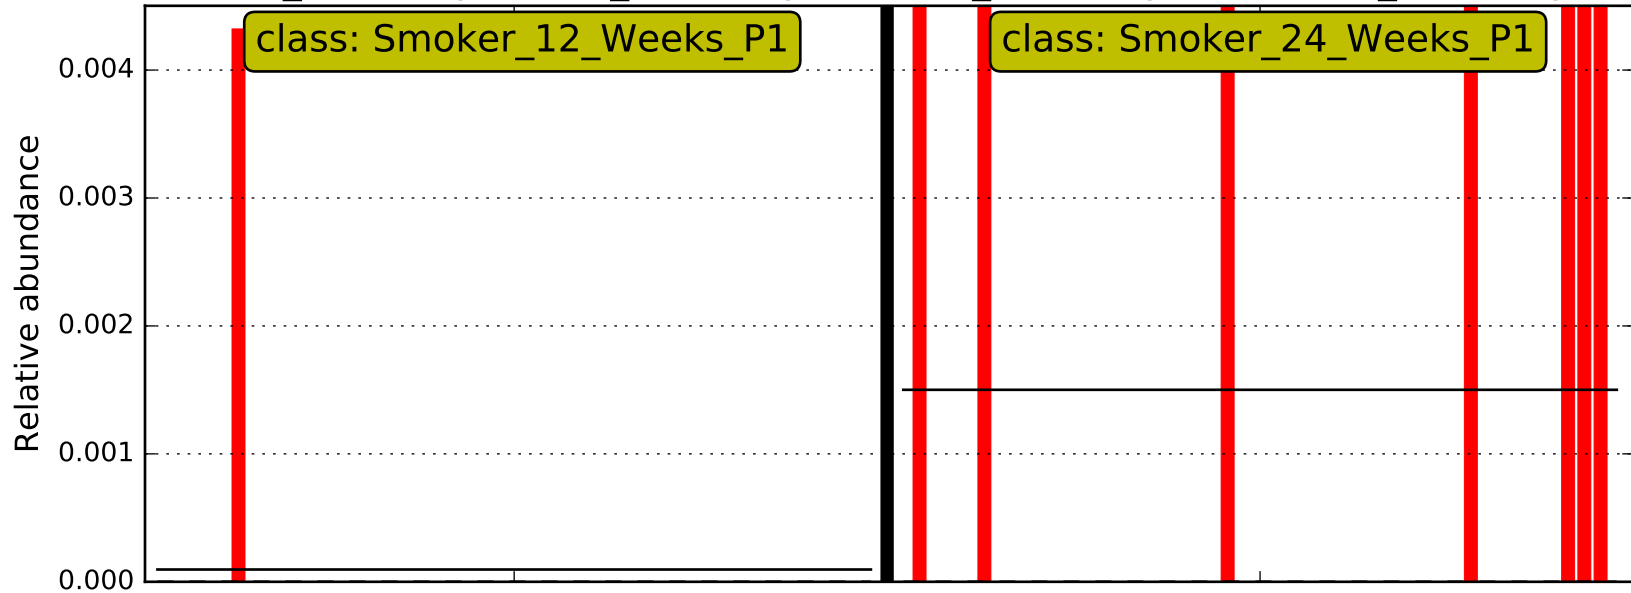 class: Smoker_12_Weeks_P1
class: Smoker_24_Weeks_P1
Relative abundance
0.004
0.003
0.002
0.001
0.000